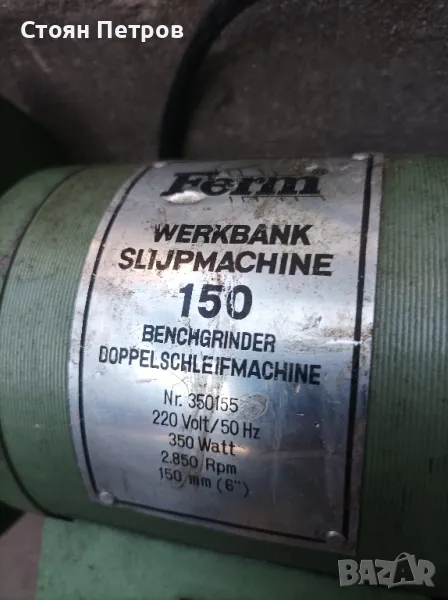 Стоян Петров
Ferm
WERKBANK
SLIJPMACHINE
150
BENCHGRINDER
DOPPELSCHLEIFMACHINE
Nr. 350155
220 Volt/50 Hz
350 Watt
2.850 Rpm
150 mm (6")
BAZAR